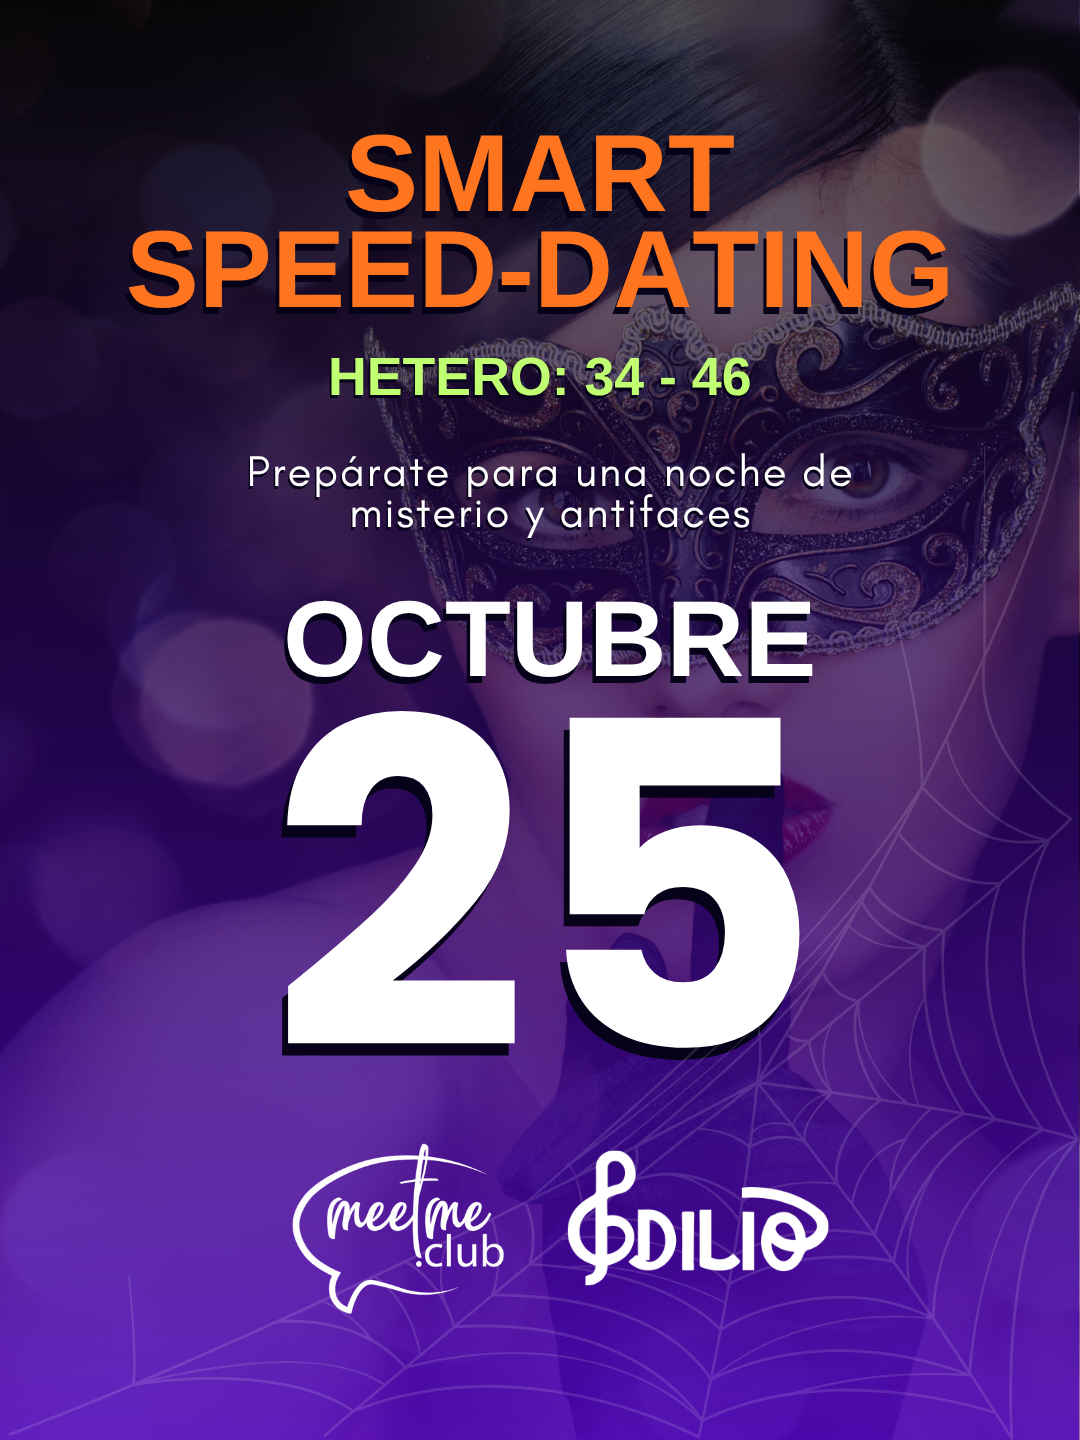 SMART
SPEED-DATING
HETERO: 34 - 46
Prepárate para una noche de
misterio y antifaces
OCTUBRE
25
meetme
.club
IDILIO